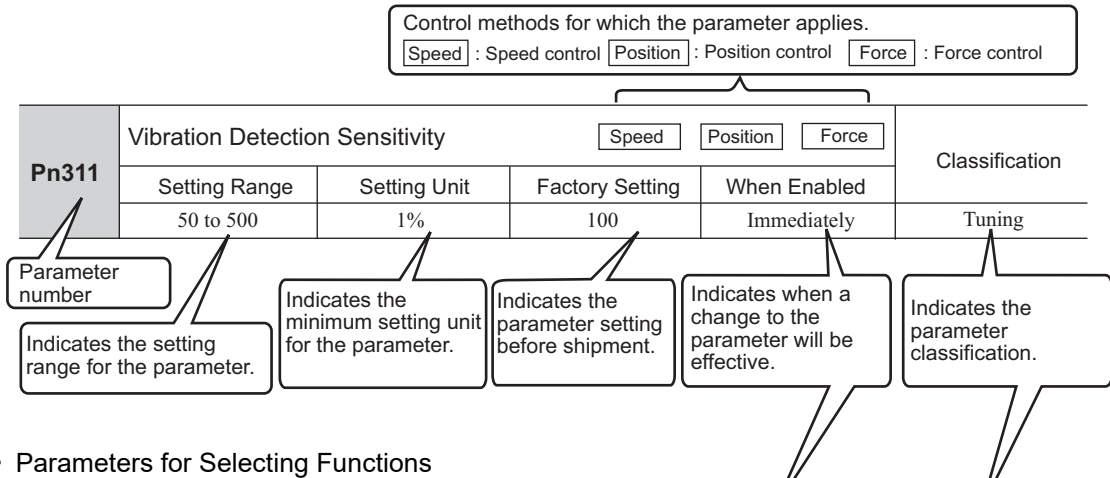 Control methods for which the parameter applies.
Speed : Speed control Position : Position control Force : Force control
Pn311
Vibration Detection Sensitivity Speed Position Force
Classification
Setting Range Setting Unit Factory Setting When Enabled
50 to 500 1% 100 Immediately Tuning
Parameter
number
Indicates the setting
range for the parameter.
Indicates the
minimum setting unit
for the parameter.
Indicates the
parameter setting
before shipment.
Indicates when a
change to the
parameter will be
effective.
Indicates the
parameter
classification.
• Parameters for Selecting Functions